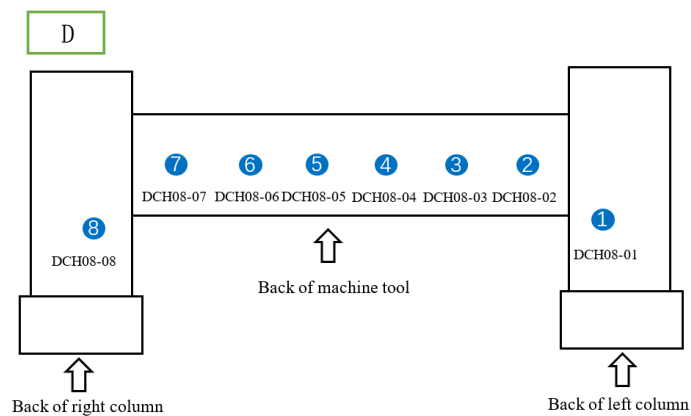 D
7 6 5 4 3 2
DCH08-07 DCH08-06 DCH08-05 DCH08-04 DCH08-03 DCH08-02
1
8
DCH08-01
DCH08-08
Back of machine tool
Back of right column
Back of left column